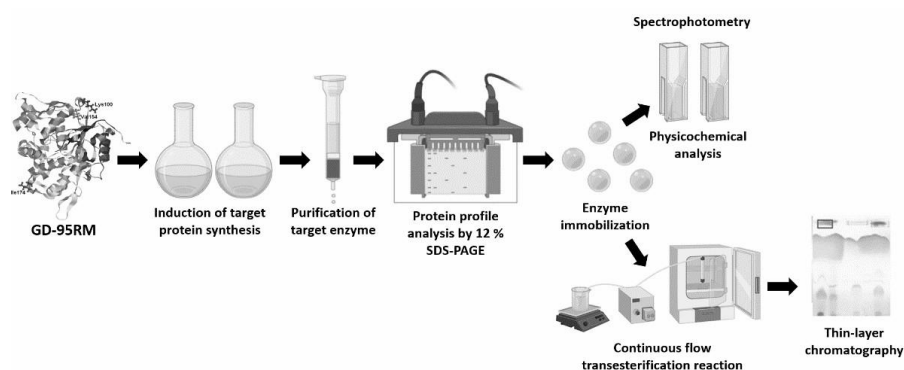 Lys100
Val154
Ile174
GD-95RM
Induction of target
protein synthesis
Purification of
target enzyme
Protein profile
analysis by 12 %
SDS-PAGE
Enzyme
immobilization
Spectrophotometry
Physicochemical
analysis
Continuous flow
transesterification reaction
Thin-layer
chromatography